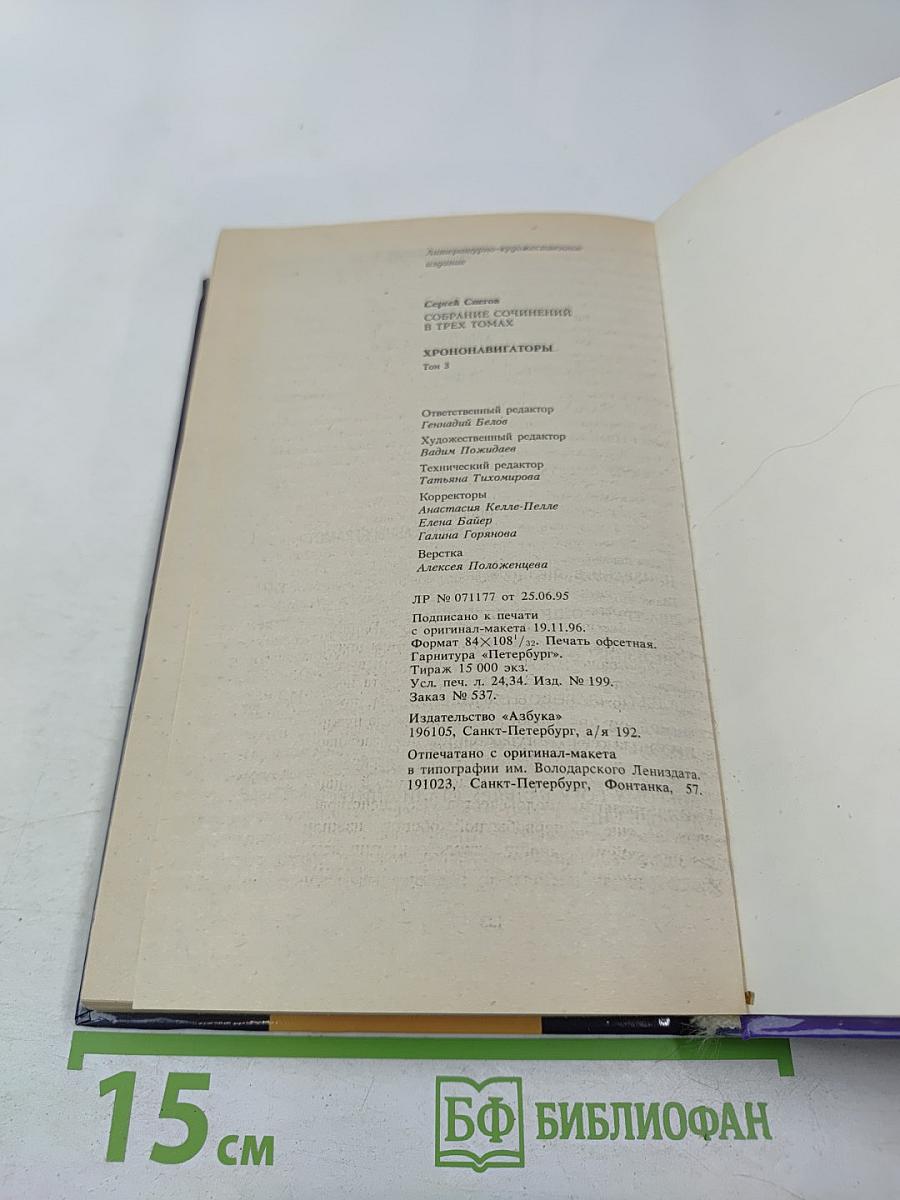 Литературно-художественное
издание
Сергей Снегов
СОБРАНИЕ СОЧИНЕНИЙ
В ТРЕХ ТОМАХ
ХРОНОНАВИГАТОРЫ
Том 3
Ответственный редактор
Геннадий Белов
Художественный редактор
Вадим Пожидаев
Технический редактор
Татьяна Тихомирова
Корректоры
Анастасия Келле-Пелле
Елена Байер
Галина Горянова
Верстка
Алексея Положенцева
ЛР № 071177 от 25.06.95
Подписано к печати
с оригинал-макета 19.11.96.
Формат 84×108¹/₃₂. Печать офсетная.
Гарнитура «Петербург».
Тираж 15 000 экз.
Усл. печ. л. 24,34. Изд. № 199.
Заказ № 537.
Издательство «Азбука»
196105, Санкт-Петербург, а/я 192.
Отпечатано с оригинал-макета
в типографии им. Володарского Лениздата.
191023, Санкт-Петербург, Фонтанка, 57.
15 см
БФ БИБЛИОФАН